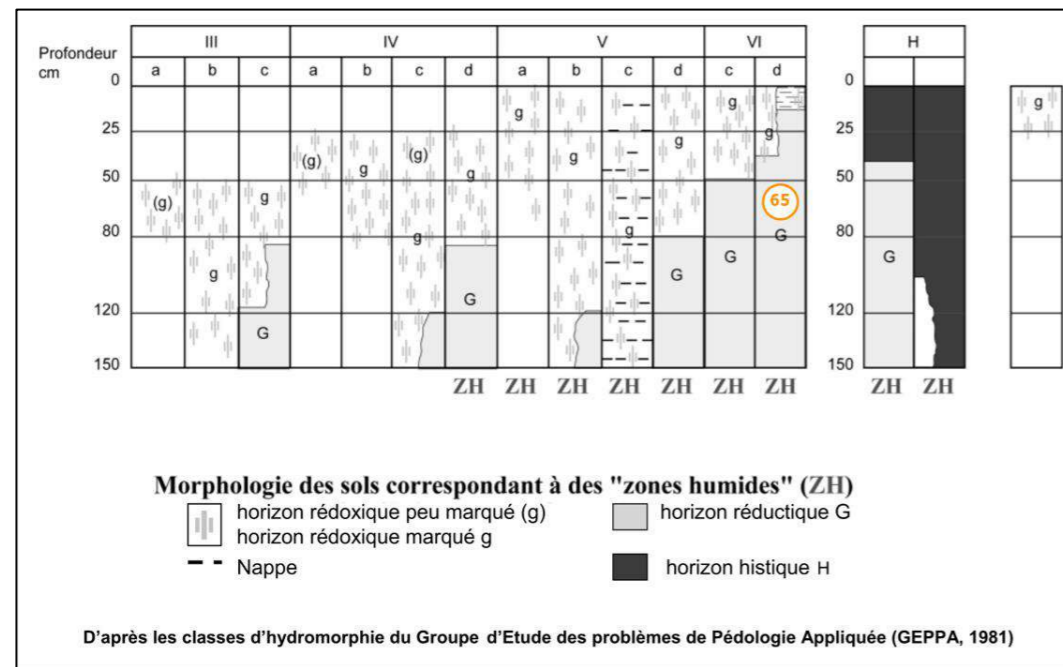 Profondeur
cm
III IV V VI H
a b c a b c d a b c d c d
0 0
25 25
50 50
80 80
120 120
150 150
(g) g g g G
(g) g (g) g g G
g g g g G
g G g G
65
G
g
ZH ZH ZH ZH ZH ZH ZH ZH ZH
Morphologie des sols correspondant à des "zones humides" (ZH)
horizon rédoxique peu marqué (g)
horizon rédoxique marqué g
Nappe
horizon réductique G
horizon histique H
D'après les classes d'hydromorphie du Groupe d'Etude des problèmes de Pédologie Appliquée (GEPPA, 1981)